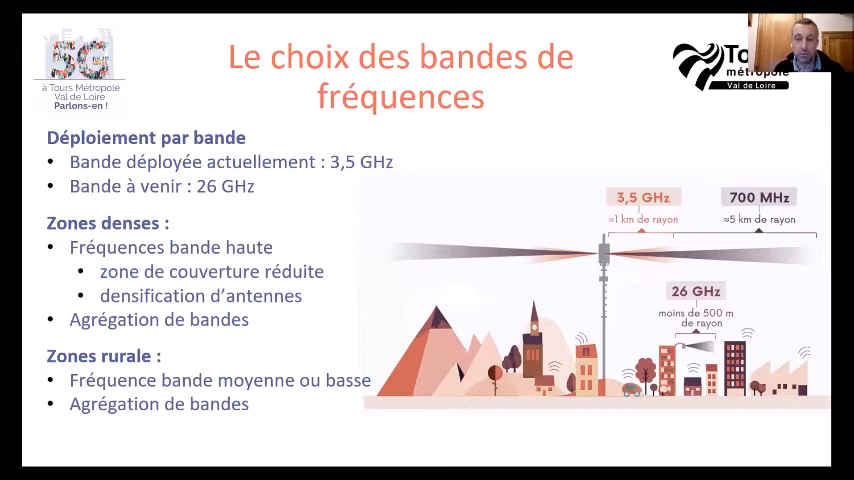 5G
à Tours Métropole
Val de Loire
Parlons-en !
Le choix des bandes de
fréquences
métropole
Val de Loire
Déploiement par bande
• Bande déployée actuellement : 3,5 GHz
• Bande à venir : 26 GHz
Zones denses :
• Fréquences bande haute
• zone de couverture réduite
• densification d'antennes
• Agrégation de bandes
Zones rurale :
• Fréquence bande moyenne ou basse
• Agrégation de bandes
3,5 GHz
≈1 km de rayon
700 MHz
≈5 km de rayon
26 GHz
moins de 500 m
de rayon